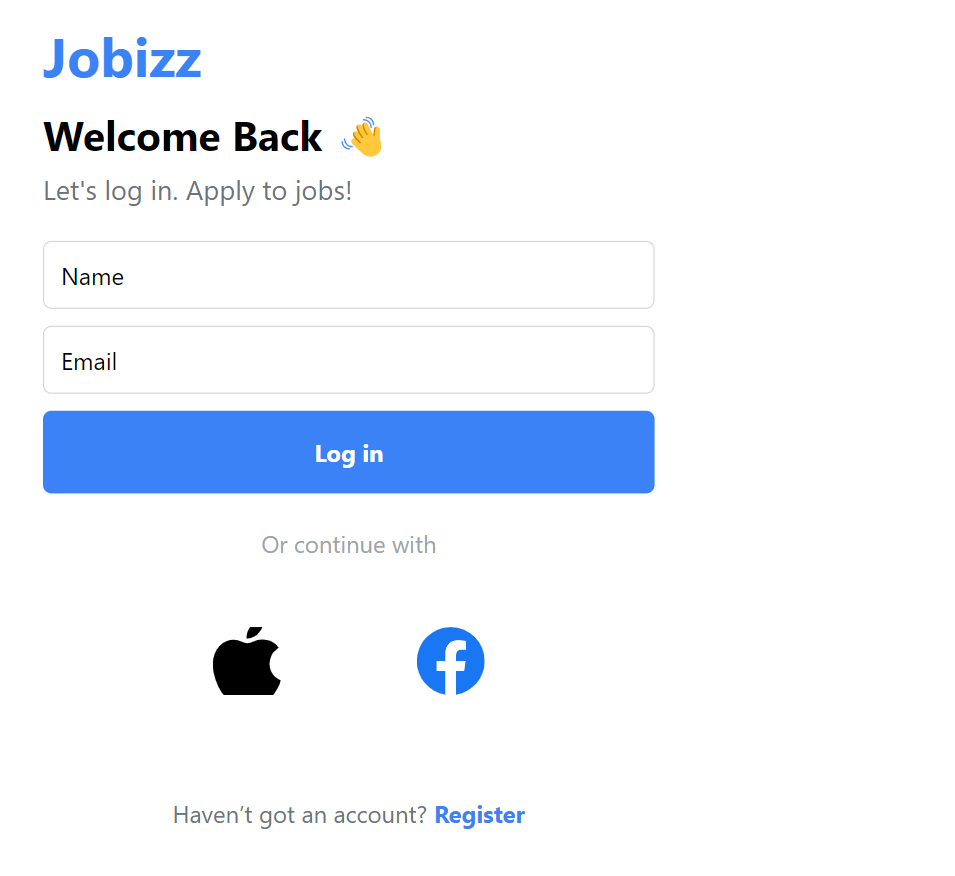 Jobizz
Welcome Back 👋
Let's log in. Apply to jobs!
Name
Email
Log in
Or continue with
Haven’t got an account? Register